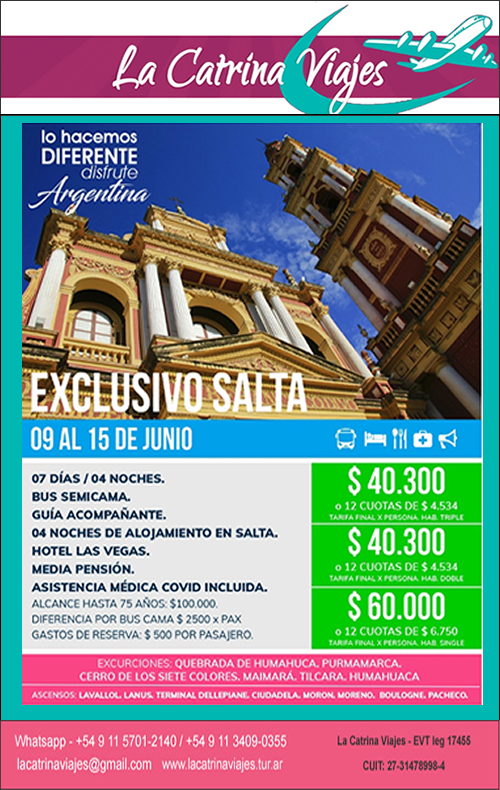 La Catrina Viajes
lo hacemos
DIFERENTE
disfrute
Argentina
EXCLUSIVO SALTA
09 AL 15 DE JUNIO
07 DÍAS / 04 NOCHES.
BUS SEMICAMA.
GUÍA ACOMPAÑANTE.
04 NOCHES DE ALOJAMIENTO EN SALTA.
HOTEL LAS VEGAS.
MEDIA PENSIÓN.
ASISTENCIA MÉDICA COVID INCLUIDA.
ALCANCE HASTA 75 AÑOS: $100.000.
DIFERENCIA POR BUS CAMA $ 2500 x PAX
GASTOS DE RESERVA: $ 500 POR PASAJERO.
$ 40.300
o 12 CUOTAS DE $ 4.534
TARIFA FINAL X PERSONA. HAB. TRIPLE
$ 40.300
o 12 CUOTAS DE $ 4.534
TARIFA FINAL X PERSONA. HAB. DOBLE
$ 60.000
o 12 CUOTAS DE $ 6.750
TARIFA FINAL X PERSONA. HAB. SINGLE
EXCURCIONES: QUEBRADA DE HUMAHUCA. PURMAMARCA.
CERRO DE LOS SIETE COLORES. MAIMARÁ. TILCARA. HUMAHUACA
ASCENSOS: LAVALLOL. LANUS. TERMINAL DELLEPIANE. CIUDADELA. MORON. MORENO. BOULOGNE. PACHECO.
Whatsapp - +54 9 11 5701-2140 / +54 9 11 3409-0355
lacatrinaviajes@gmail.com www.lacatrinaviajes.tur.ar
La Catrina Viajes - EVT leg 17455
CUIT: 27-31478998-4